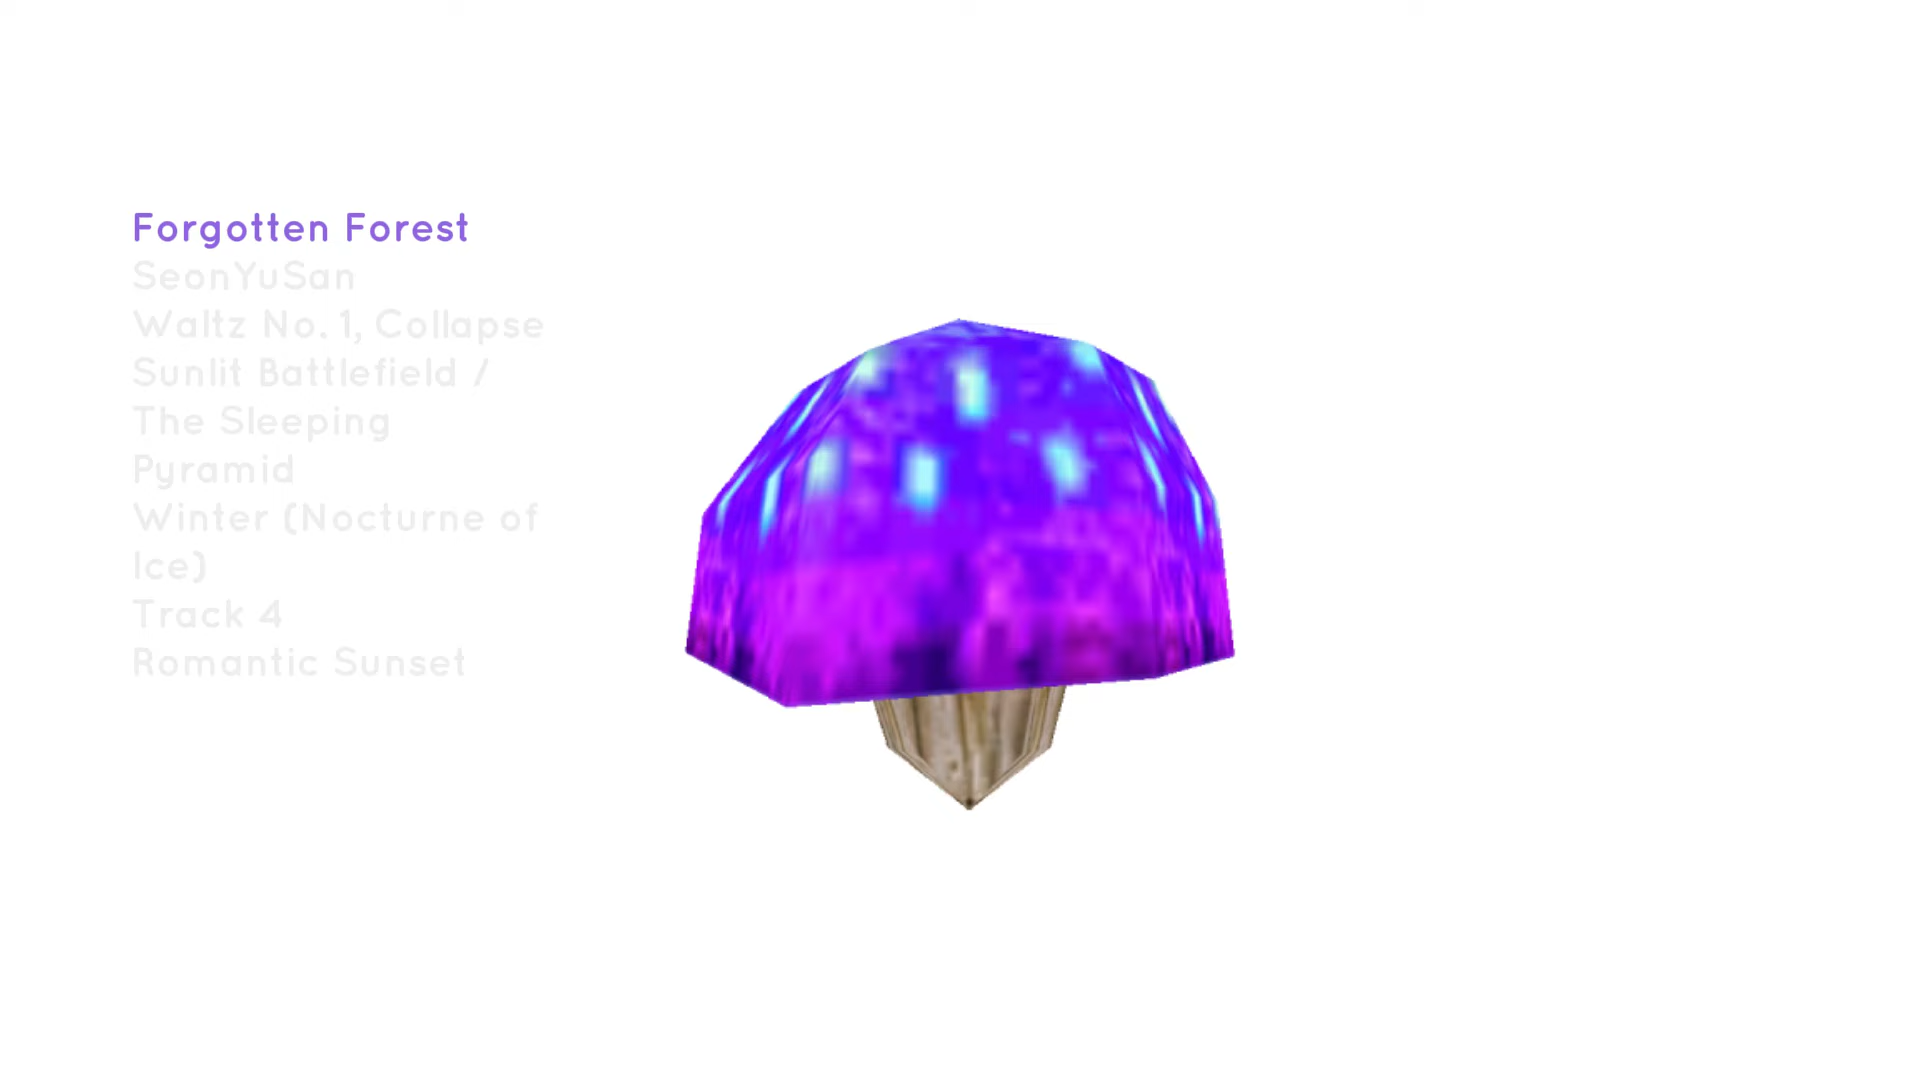 Forgotten Forest
SeonYuSan
Waltz No. 1, Collapse
Sunlit Battlefield /
The Sleeping
Pyramid
Winter (Nocturne of
Ice)
Track 4
Romantic Sunset